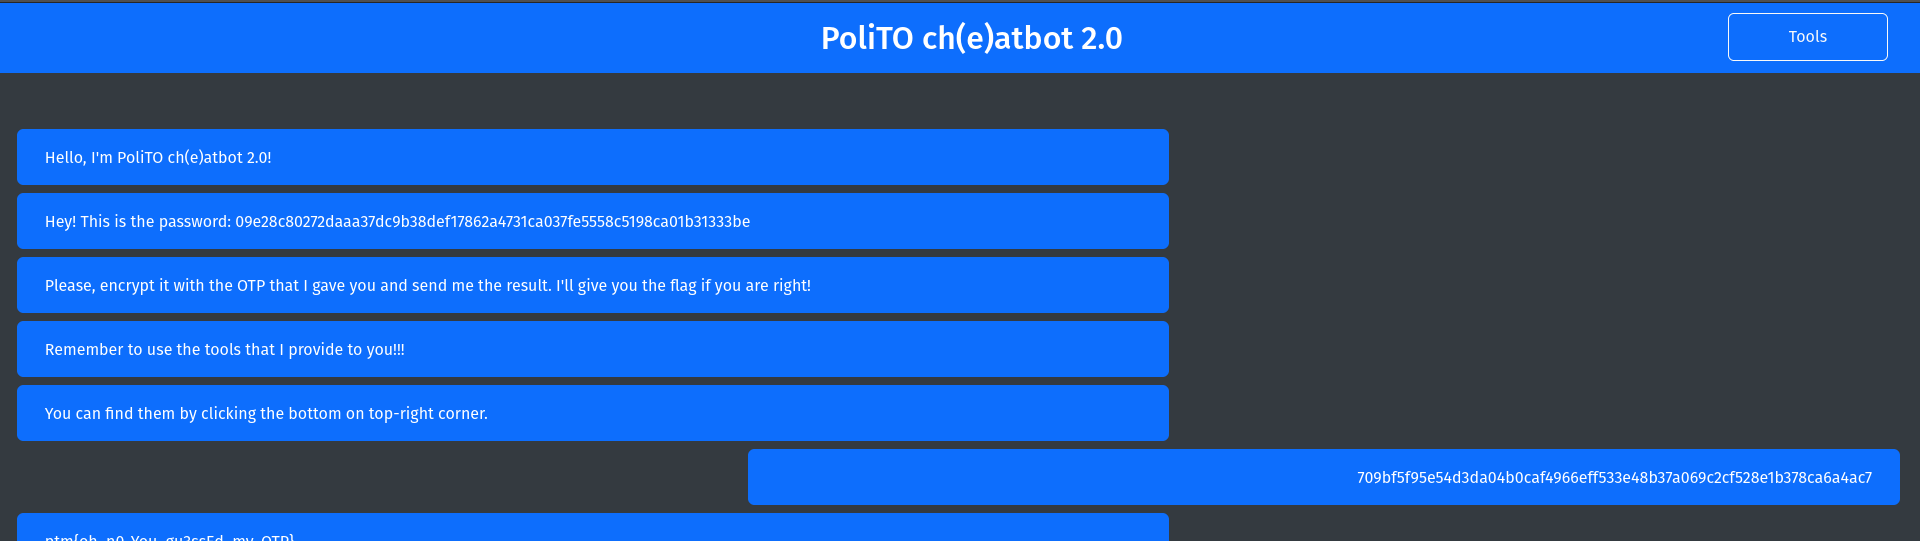 PoliTO ch(e)atbot 2.0
Tools
Hello, I'm PoliTO ch(e)atbot 2.0!
Hey! This is the password: 09e28c80272daaa37dc9b38def17862a4731ca037fe5558c5198ca01b31333be
Please, encrypt it with the OTP that I gave you and send me the result. I'll give you the flag if you are right!
Remember to use the tools that I provide to you!!!
You can find them by clicking the bottom on top-right corner.
709bf5f95e54d3da04b0caf4966eff533e48b37a069c2cf528e1b378ca6a4ac7